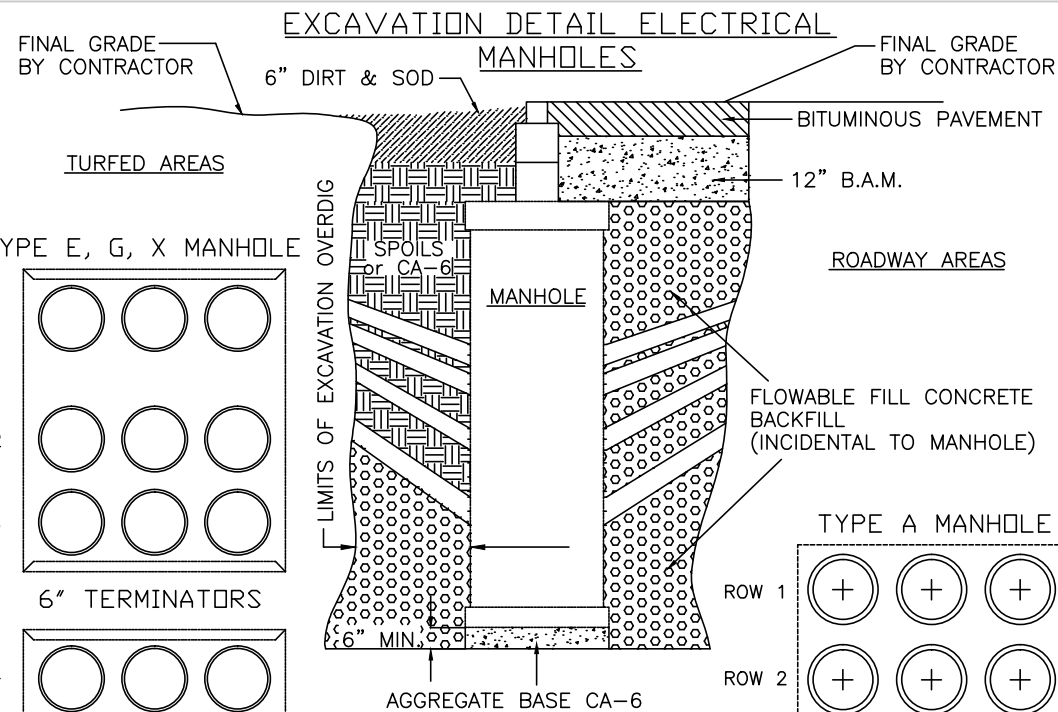 EXCAVATION DETAIL ELECTRICAL
MANHOLES
FINAL GRADE
BY CONTRACTOR
6" DIRT & SOD
FINAL GRADE
BY CONTRACTOR
BITUMINOUS PAVEMENT
TURFED AREAS
12" B.A.M.
TYPE E, G, X MANHOLE
SPOILS
or CA-6
LIMITS OF EXCAVATION OVERDIG
MANHOLE
ROADWAY AREAS
FLOWABLE FILL CONCRETE
BACKFILL
(INCIDENTAL TO MANHOLE)
6" TERMINATORS
TYPE A MANHOLE
ROW 1
ROW 2
6" MIN.
AGGREGATE BASE CA-6